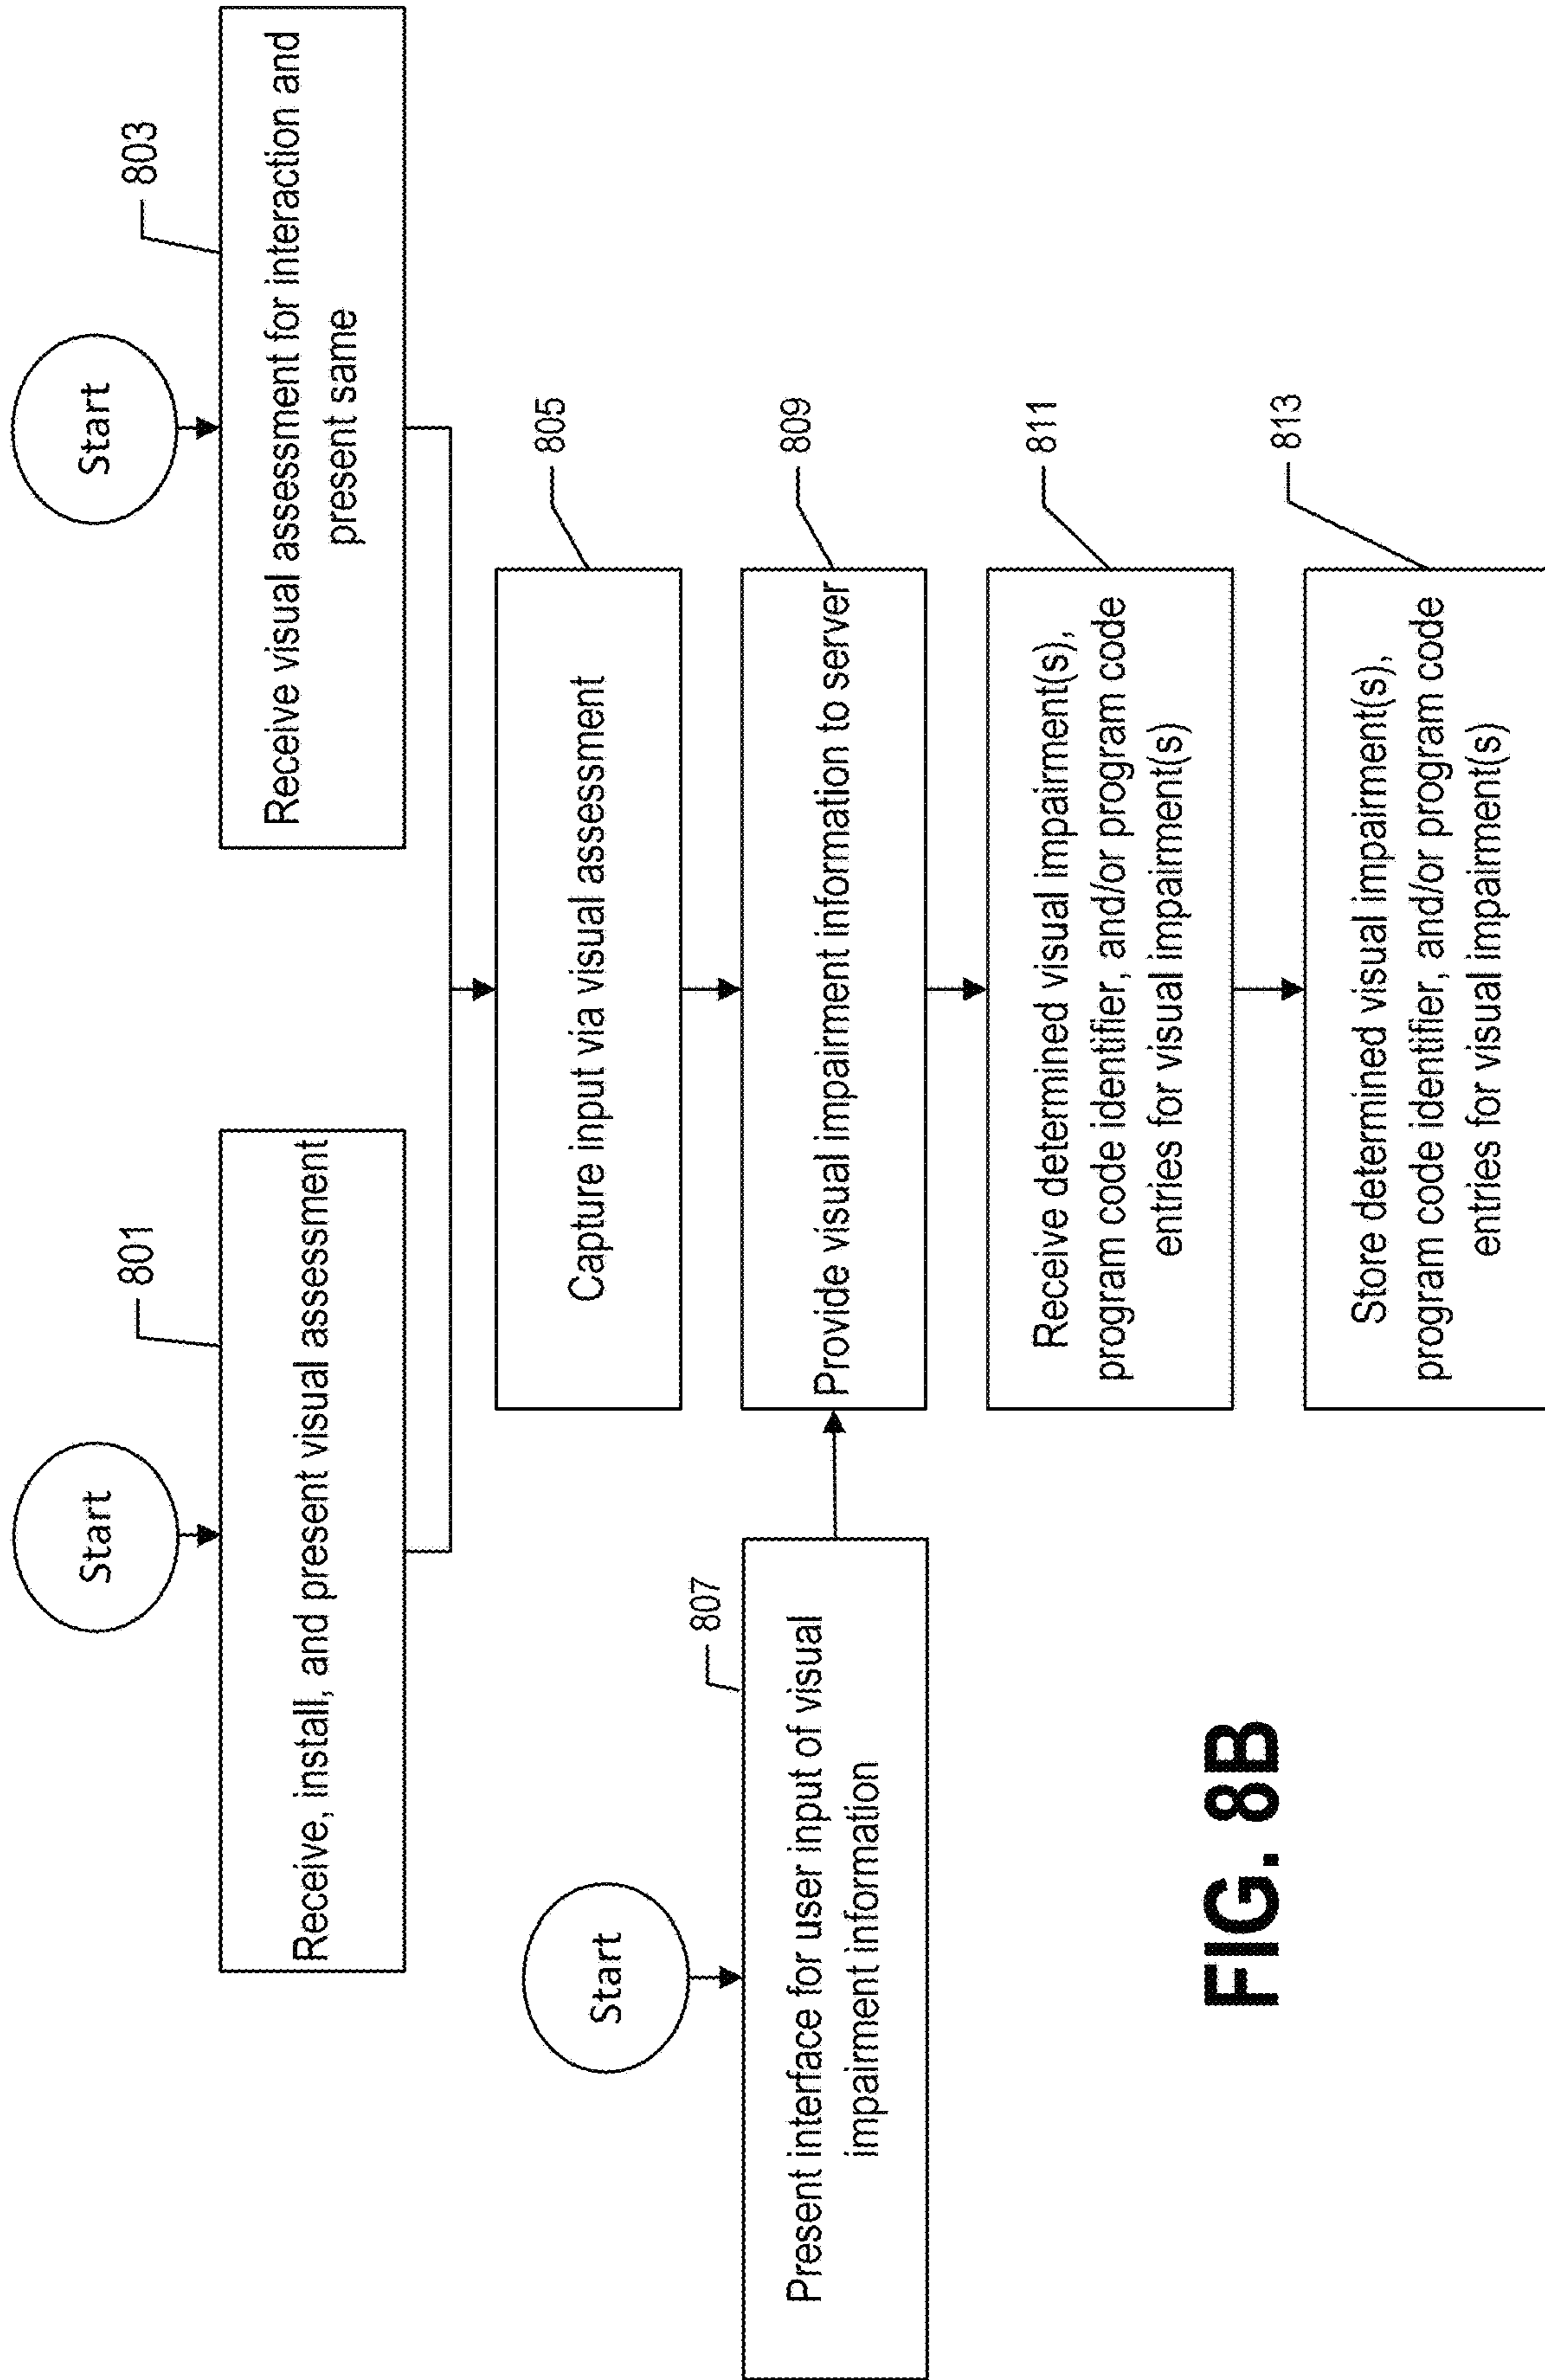 Start
801
Receive, install, and present visual assessment
Start
803
Receive visual assessment for interaction and
present same
805
Capture input via visual assessment
Start
807
Present interface for user input of visual
impairment information
809
Provide visual impairment information to server
811
Receive determined visual impairment(s),
program code identifier, and/or program code
entries for visual impairment(s)
813
Store determined visual impairment(s),
program code identifier, and/or program code
entries for visual impairment(s)
FIG. 8B